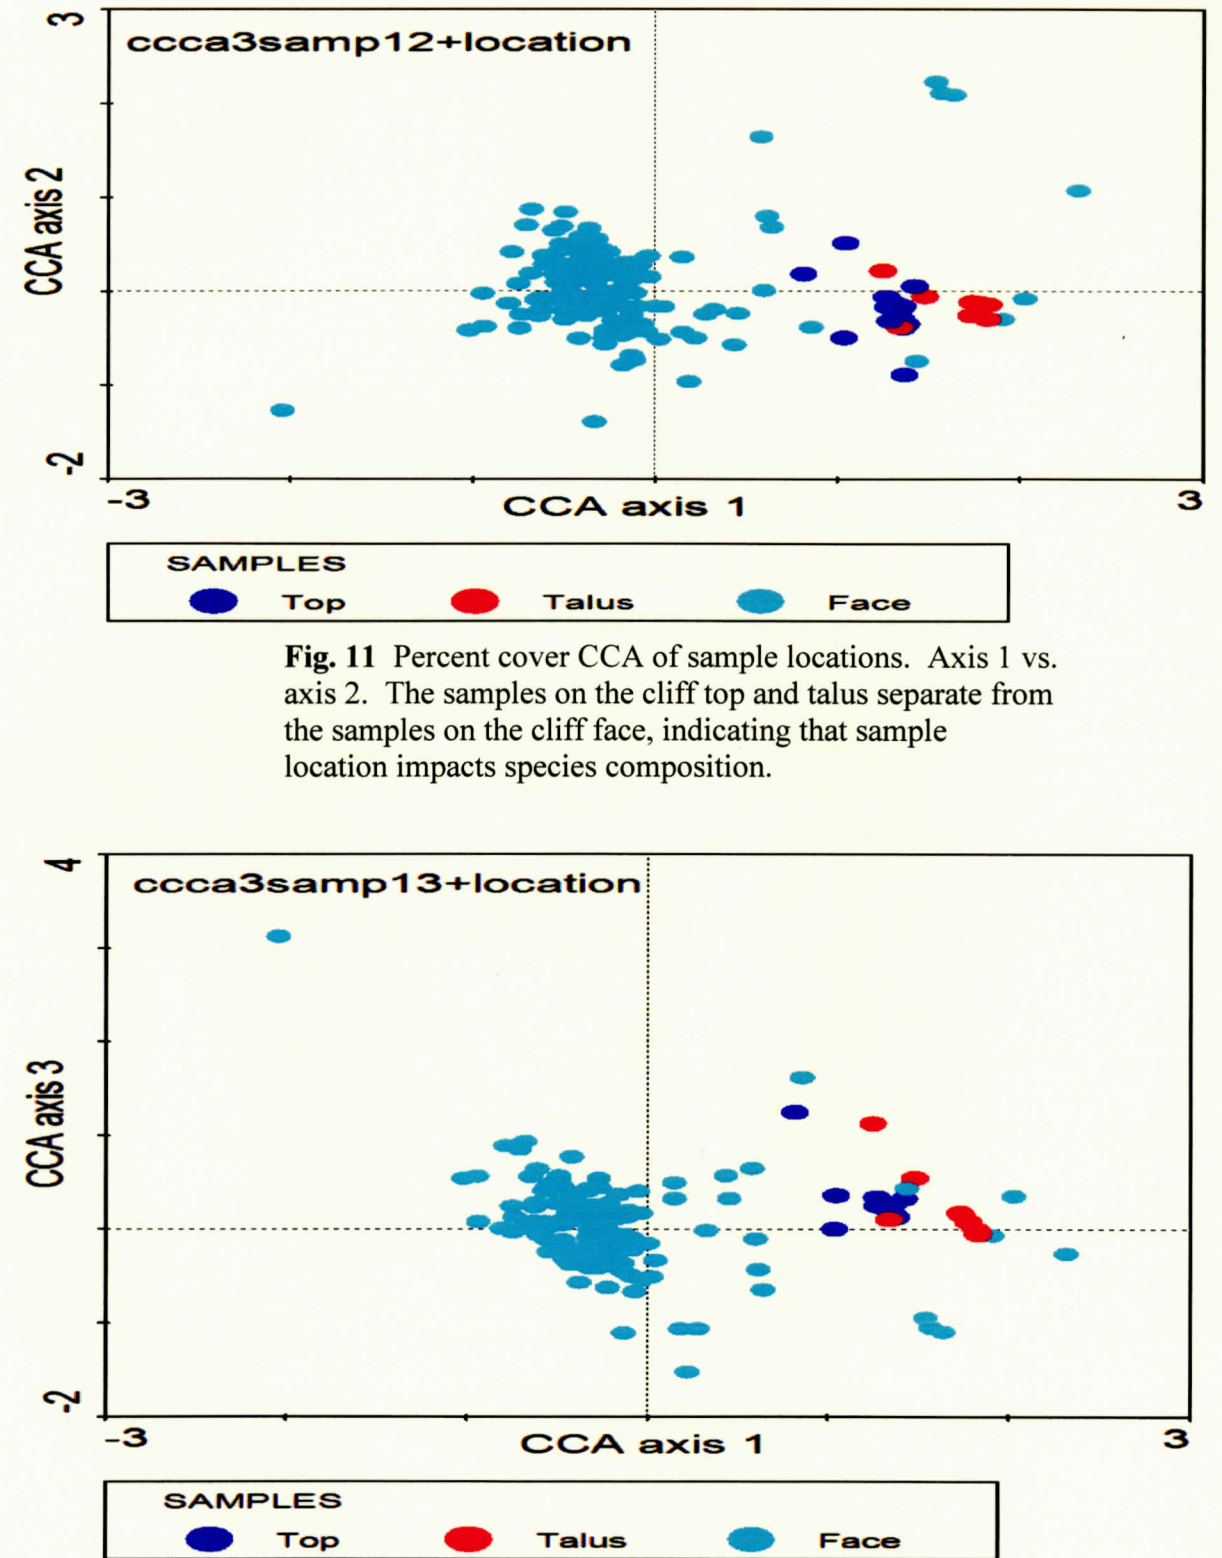 3
ccca3samp12+location
CCA axis 2
-2
-3
CCA axis 1
3
SAMPLES
Top Talus Face
Fig. 11 Percent cover CCA of sample locations. Axis 1 vs.
axis 2. The samples on the cliff top and talus separate from
the samples on the cliff face, indicating that sample
location impacts species composition.
4
ccca3samp13+location
CCA axis 3
-2
-3
CCA axis 1
3
SAMPLES
Top Talus Face